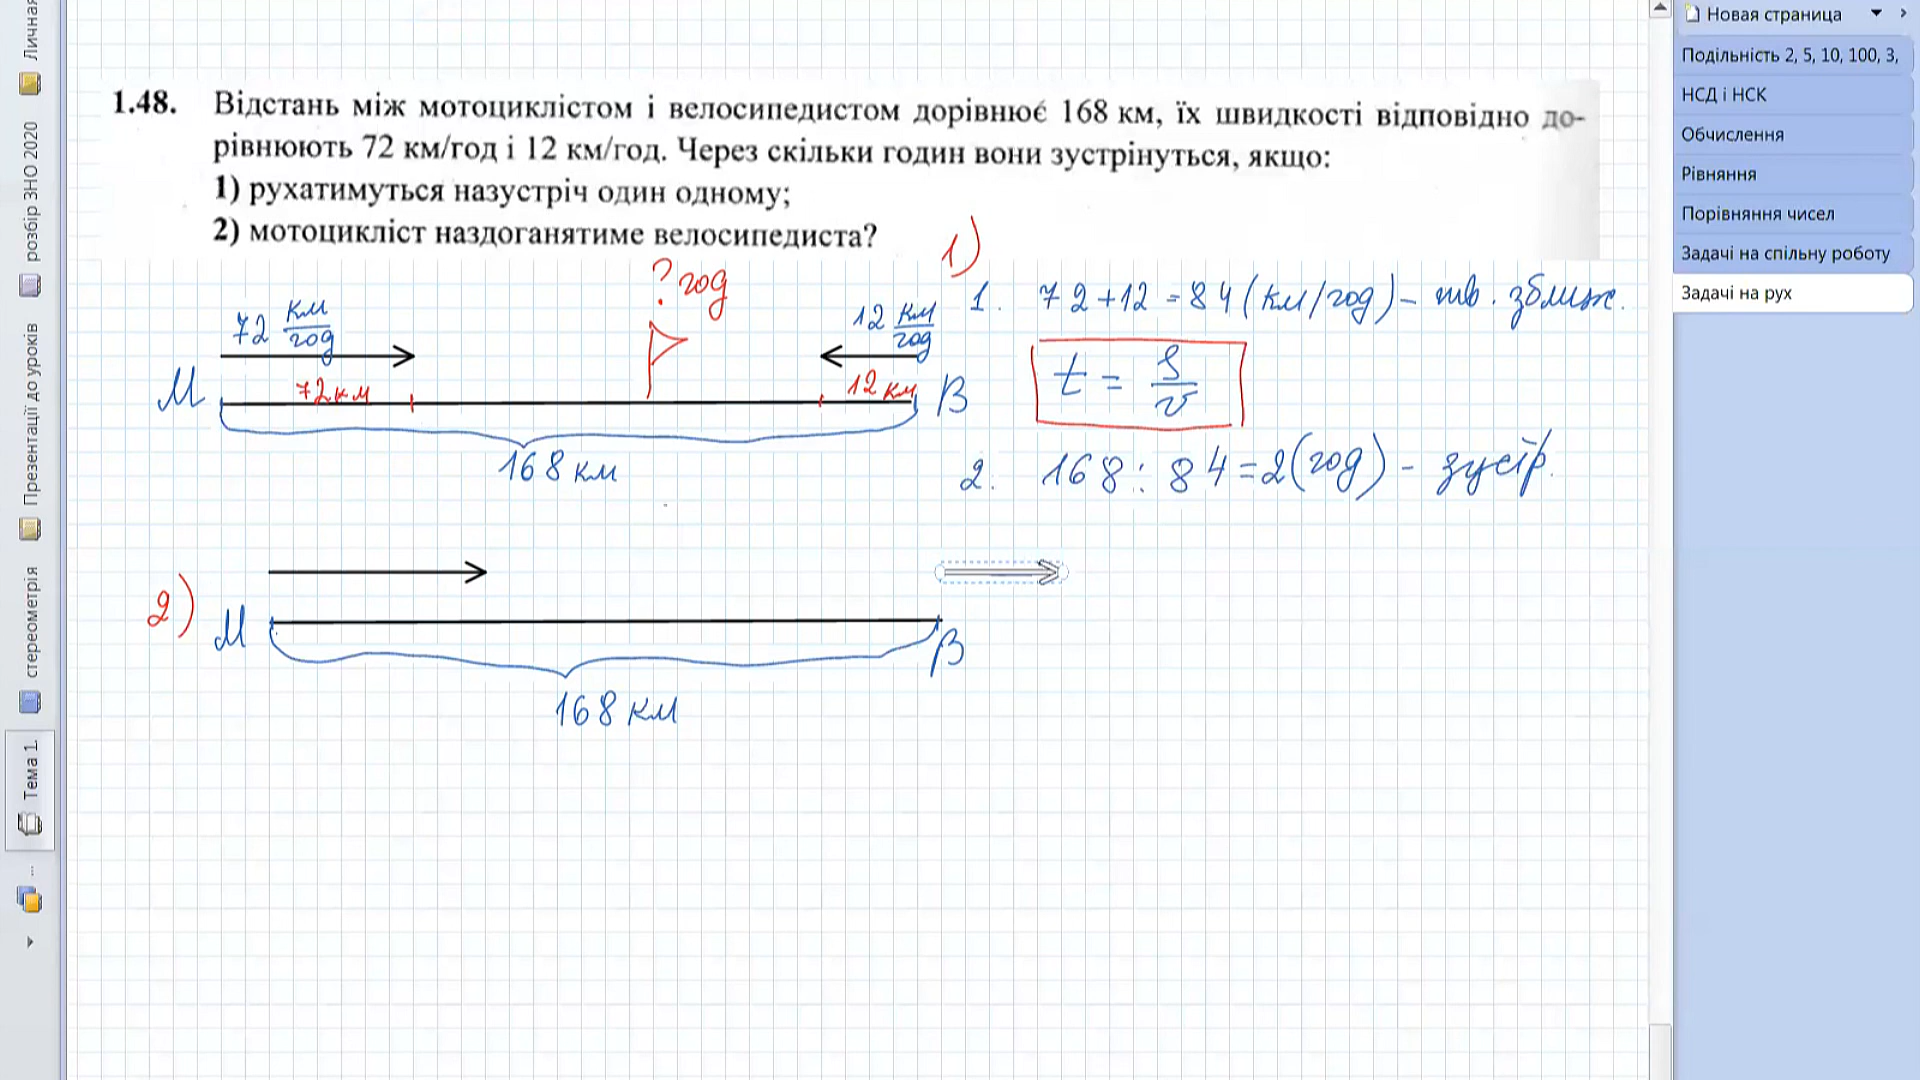 1.48. Відстань між мотоциклістом і велосипедистом дорівнює 168 км, їх швидкості відповідно до-
рівнюють 72 км/год і 12 км/год. Через скільки годин вони зустрінуться, якщо:
1) рухатимуться назустріч один одному;
2) мотоцикліст наздоганятиме велосипедиста?
? год
1)
72 км/год
12 км/год
1. 72+12=84(км/год)- шв. зближ.
72км
12км
М
В
t = S/v
168 км
2. 168:84=2(год)- зустр.
2)
М
В
168 км
Новая страница
Подільність 2, 5, 10, 100, 3,
НСД і НСК
Обчислення
Рівняння
Порівняння чисел
Задачі на спільну роботу
Задачі на рух
Личная
розбір ЗНО 2020
Презентації до уроків
стереометрія
Тема 1.
...